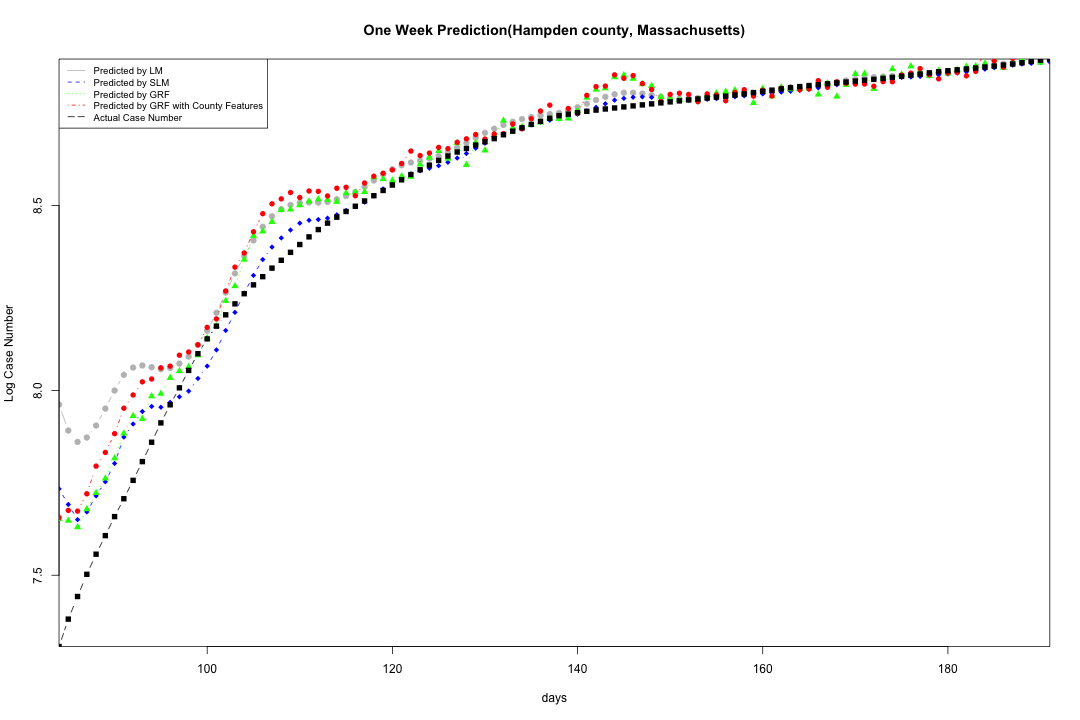 One Week Prediction(Hampden county, Massachusetts)
Predicted by LM
Predicted by SLM
Predicted by GRF
Predicted by GRF with County Features
Actual Case Number
Log Case Number
8.5
8.0
7.5
100 120 140 160 180
days